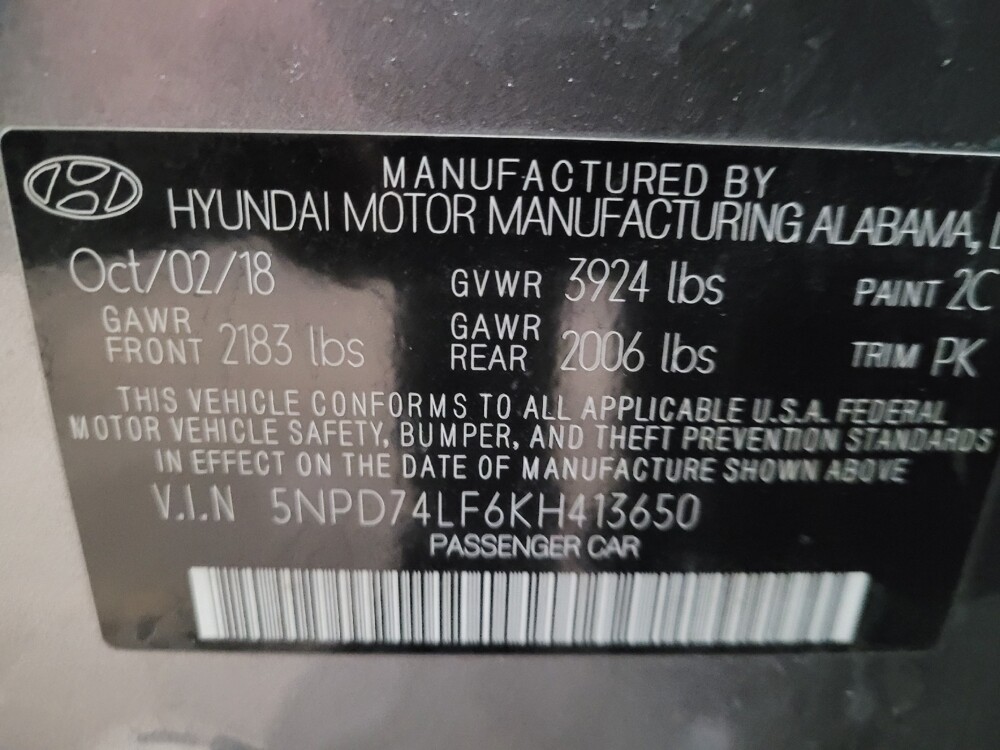 MANUFACTURED BY
HYUNDAI MOTOR MANUFACTURING ALABAMA,
Oct/02/18 GVWR 3924 lbs PAINT 2C
GAWR FRONT 2183 lbs GAWR REAR 2006 lbs TRIM PK
THIS VEHICLE CONFORMS TO ALL APPLICABLE U.S.A. FEDERAL
MOTOR VEHICLE SAFETY, BUMPER, AND THEFT PREVENTION STANDARDS
IN EFFECT ON THE DATE OF MANUFACTURE SHOWN ABOVE
V.I.N 5NPD74LF6KH413650
PASSENGER CAR